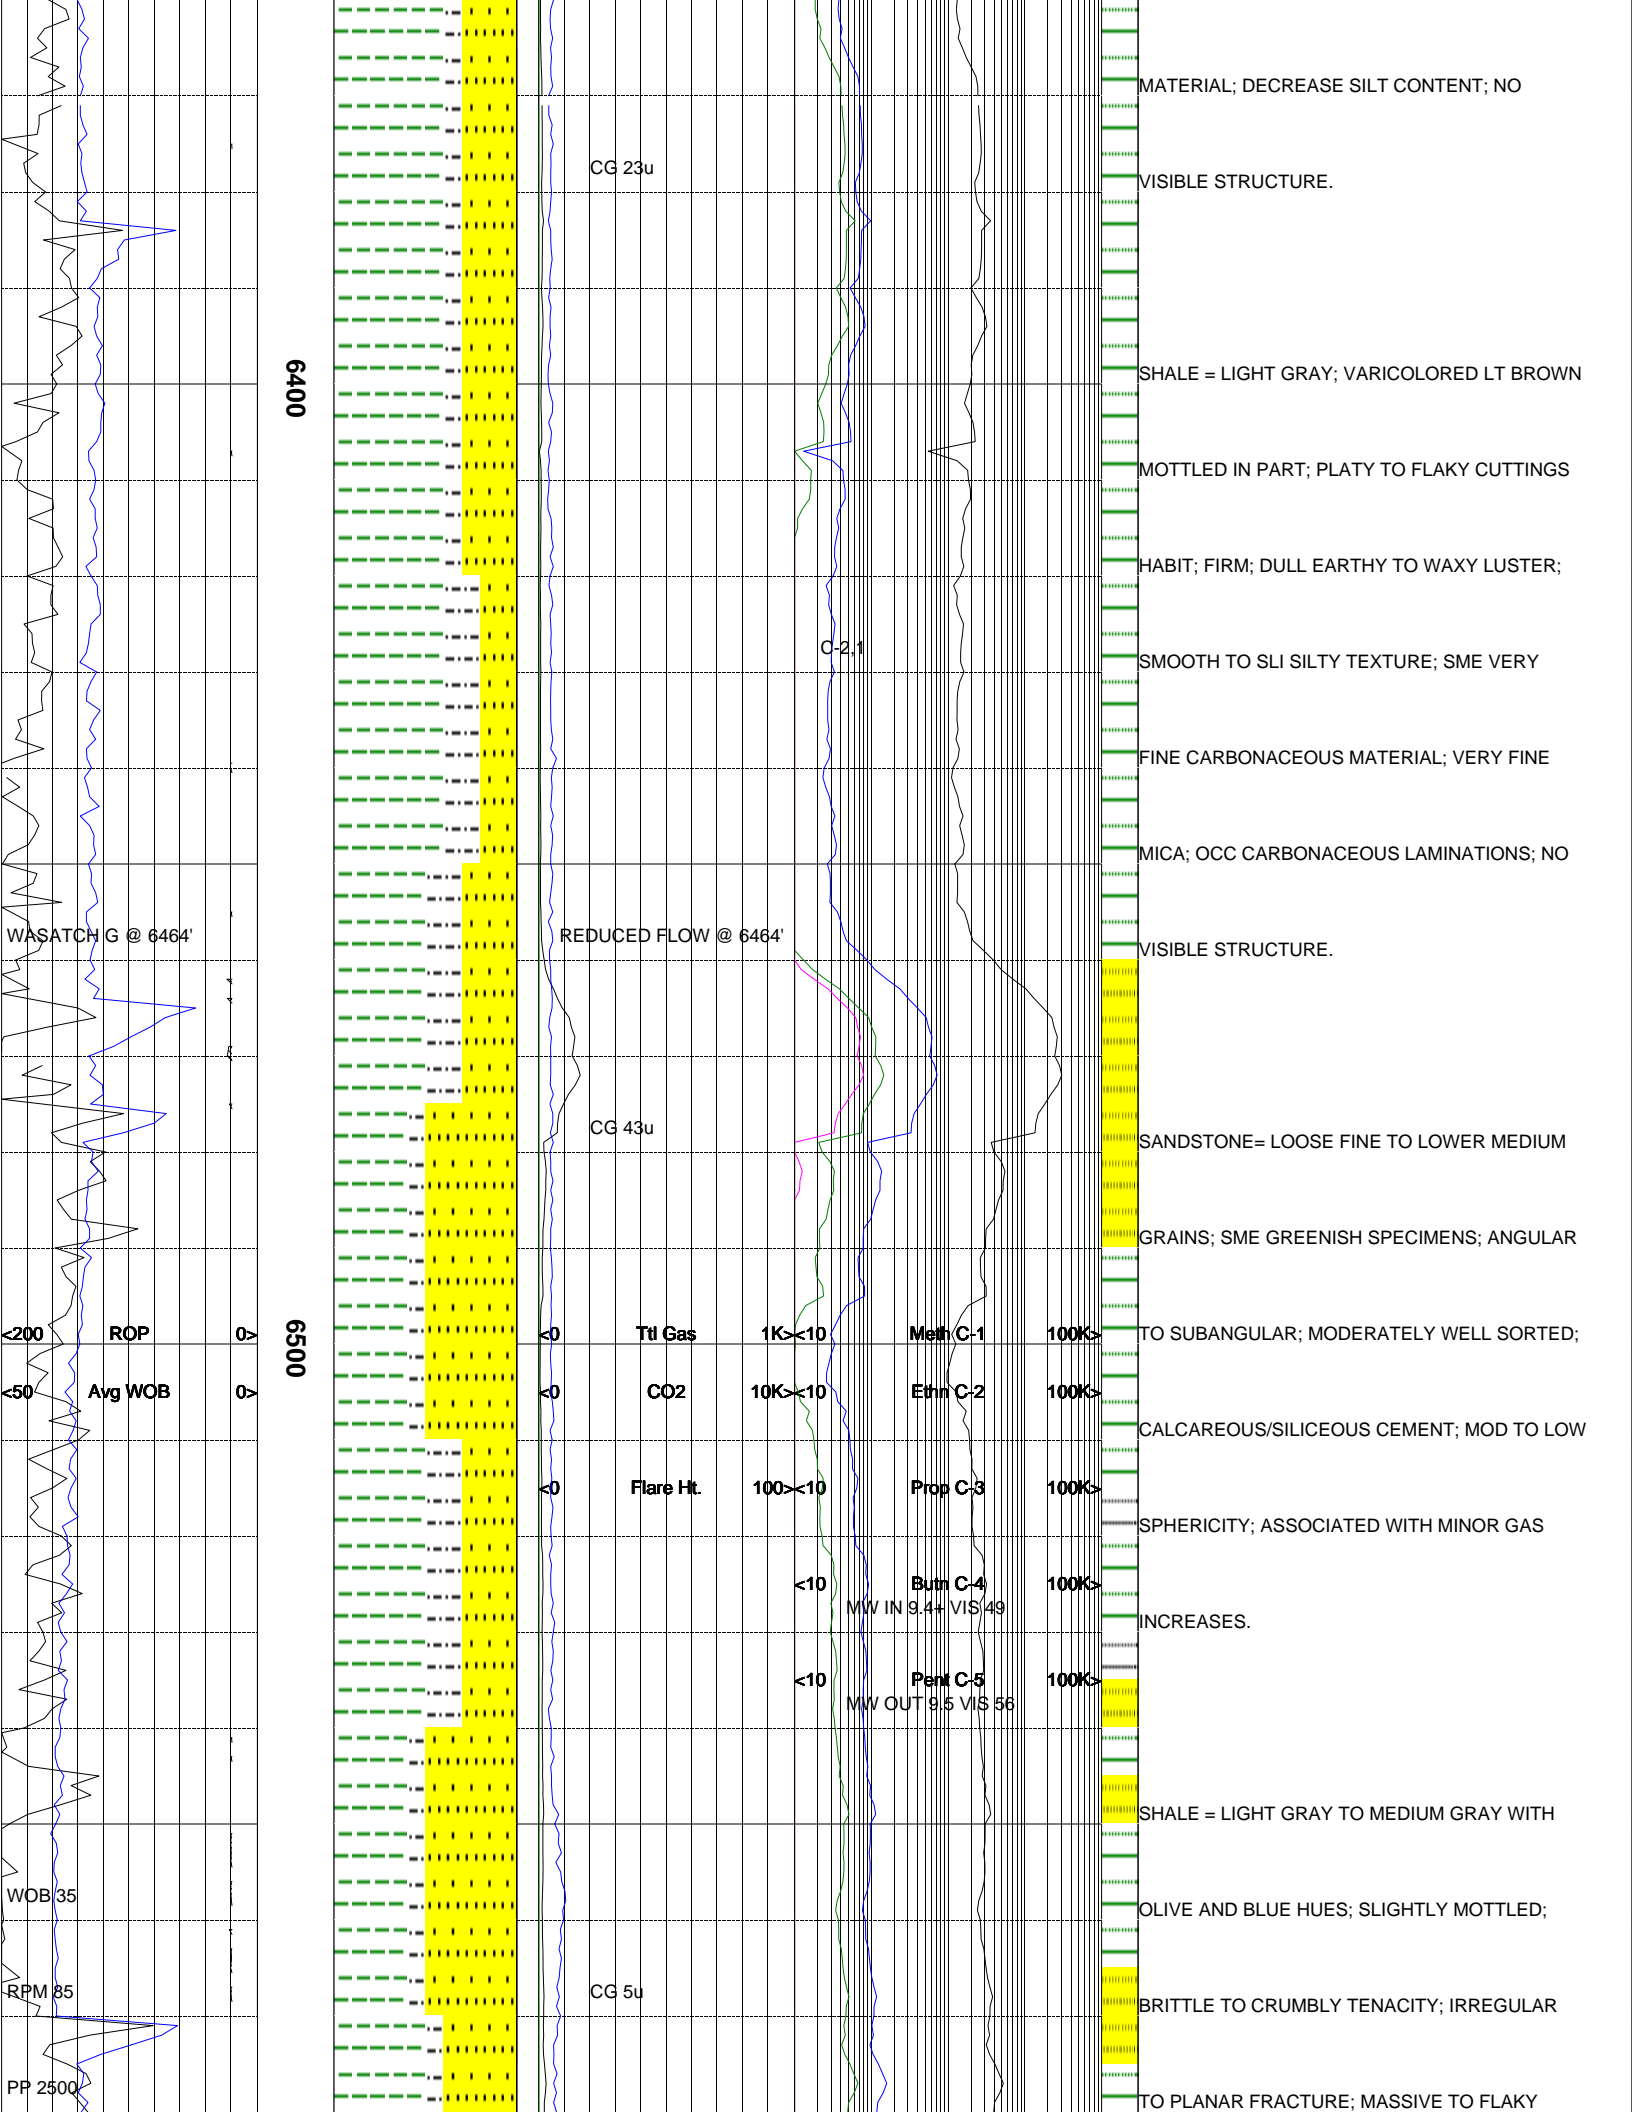 MATERIAL; DECREASE SILT CONTENT; NO
CG 23u
VISIBLE STRUCTURE.
6400
SHALE = LIGHT GRAY; VARICOLORED LT BROWN
MOTTLED IN PART; PLATY TO FLAKY CUTTINGS
HABIT; FIRM; DULL EARTHY TO WAXY LUSTER;
C-2,1
SMOOTH TO SLI SILTY TEXTURE; SME VERY
FINE CARBONACEOUS MATERIAL; VERY FINE
MICA; OCC CARBONACEOUS LAMINATIONS; NO
WASATCH G @ 6464' REDUCED FLOW @ 6464'
VISIBLE STRUCTURE.
CG 43u
SANDSTONE= LOOSE FINE TO LOWER MEDIUM
GRAINS; SME GREENISH SPECIMENS; ANGULAR
6500
<200 ROP 0> <0 Ttl Gas 1K> <10 Meth C-1 100K> TO SUBANGULAR; MODERATELY WELL SORTED;
<50 Avg WOB 0> <0 CO2 10K> <10 Ethn C-2 100K>
CALCAREOUS/SILICEOUS CEMENT; MOD TO LOW
<0 Flare Ht. 100> <10 Prop C-3 100K>
SPHERICITY; ASSOCIATED WITH MINOR GAS
<10 Butn C-4 100K>
MW IN 9.4+ VIS 49
INCREASES.
<10 Pent C-5 100K>
MW OUT 9.5 VIS 56
SHALE = LIGHT GRAY TO MEDIUM GRAY WITH
WOB 35
OLIVE AND BLUE HUES; SLIGHTLY MOTTLED;
RPM 85 CG 5u
BRITTLE TO CRUMBLY TENACITY; IRREGULAR
PP 2500
TO PLANAR FRACTURE; MASSIVE TO FLAKY